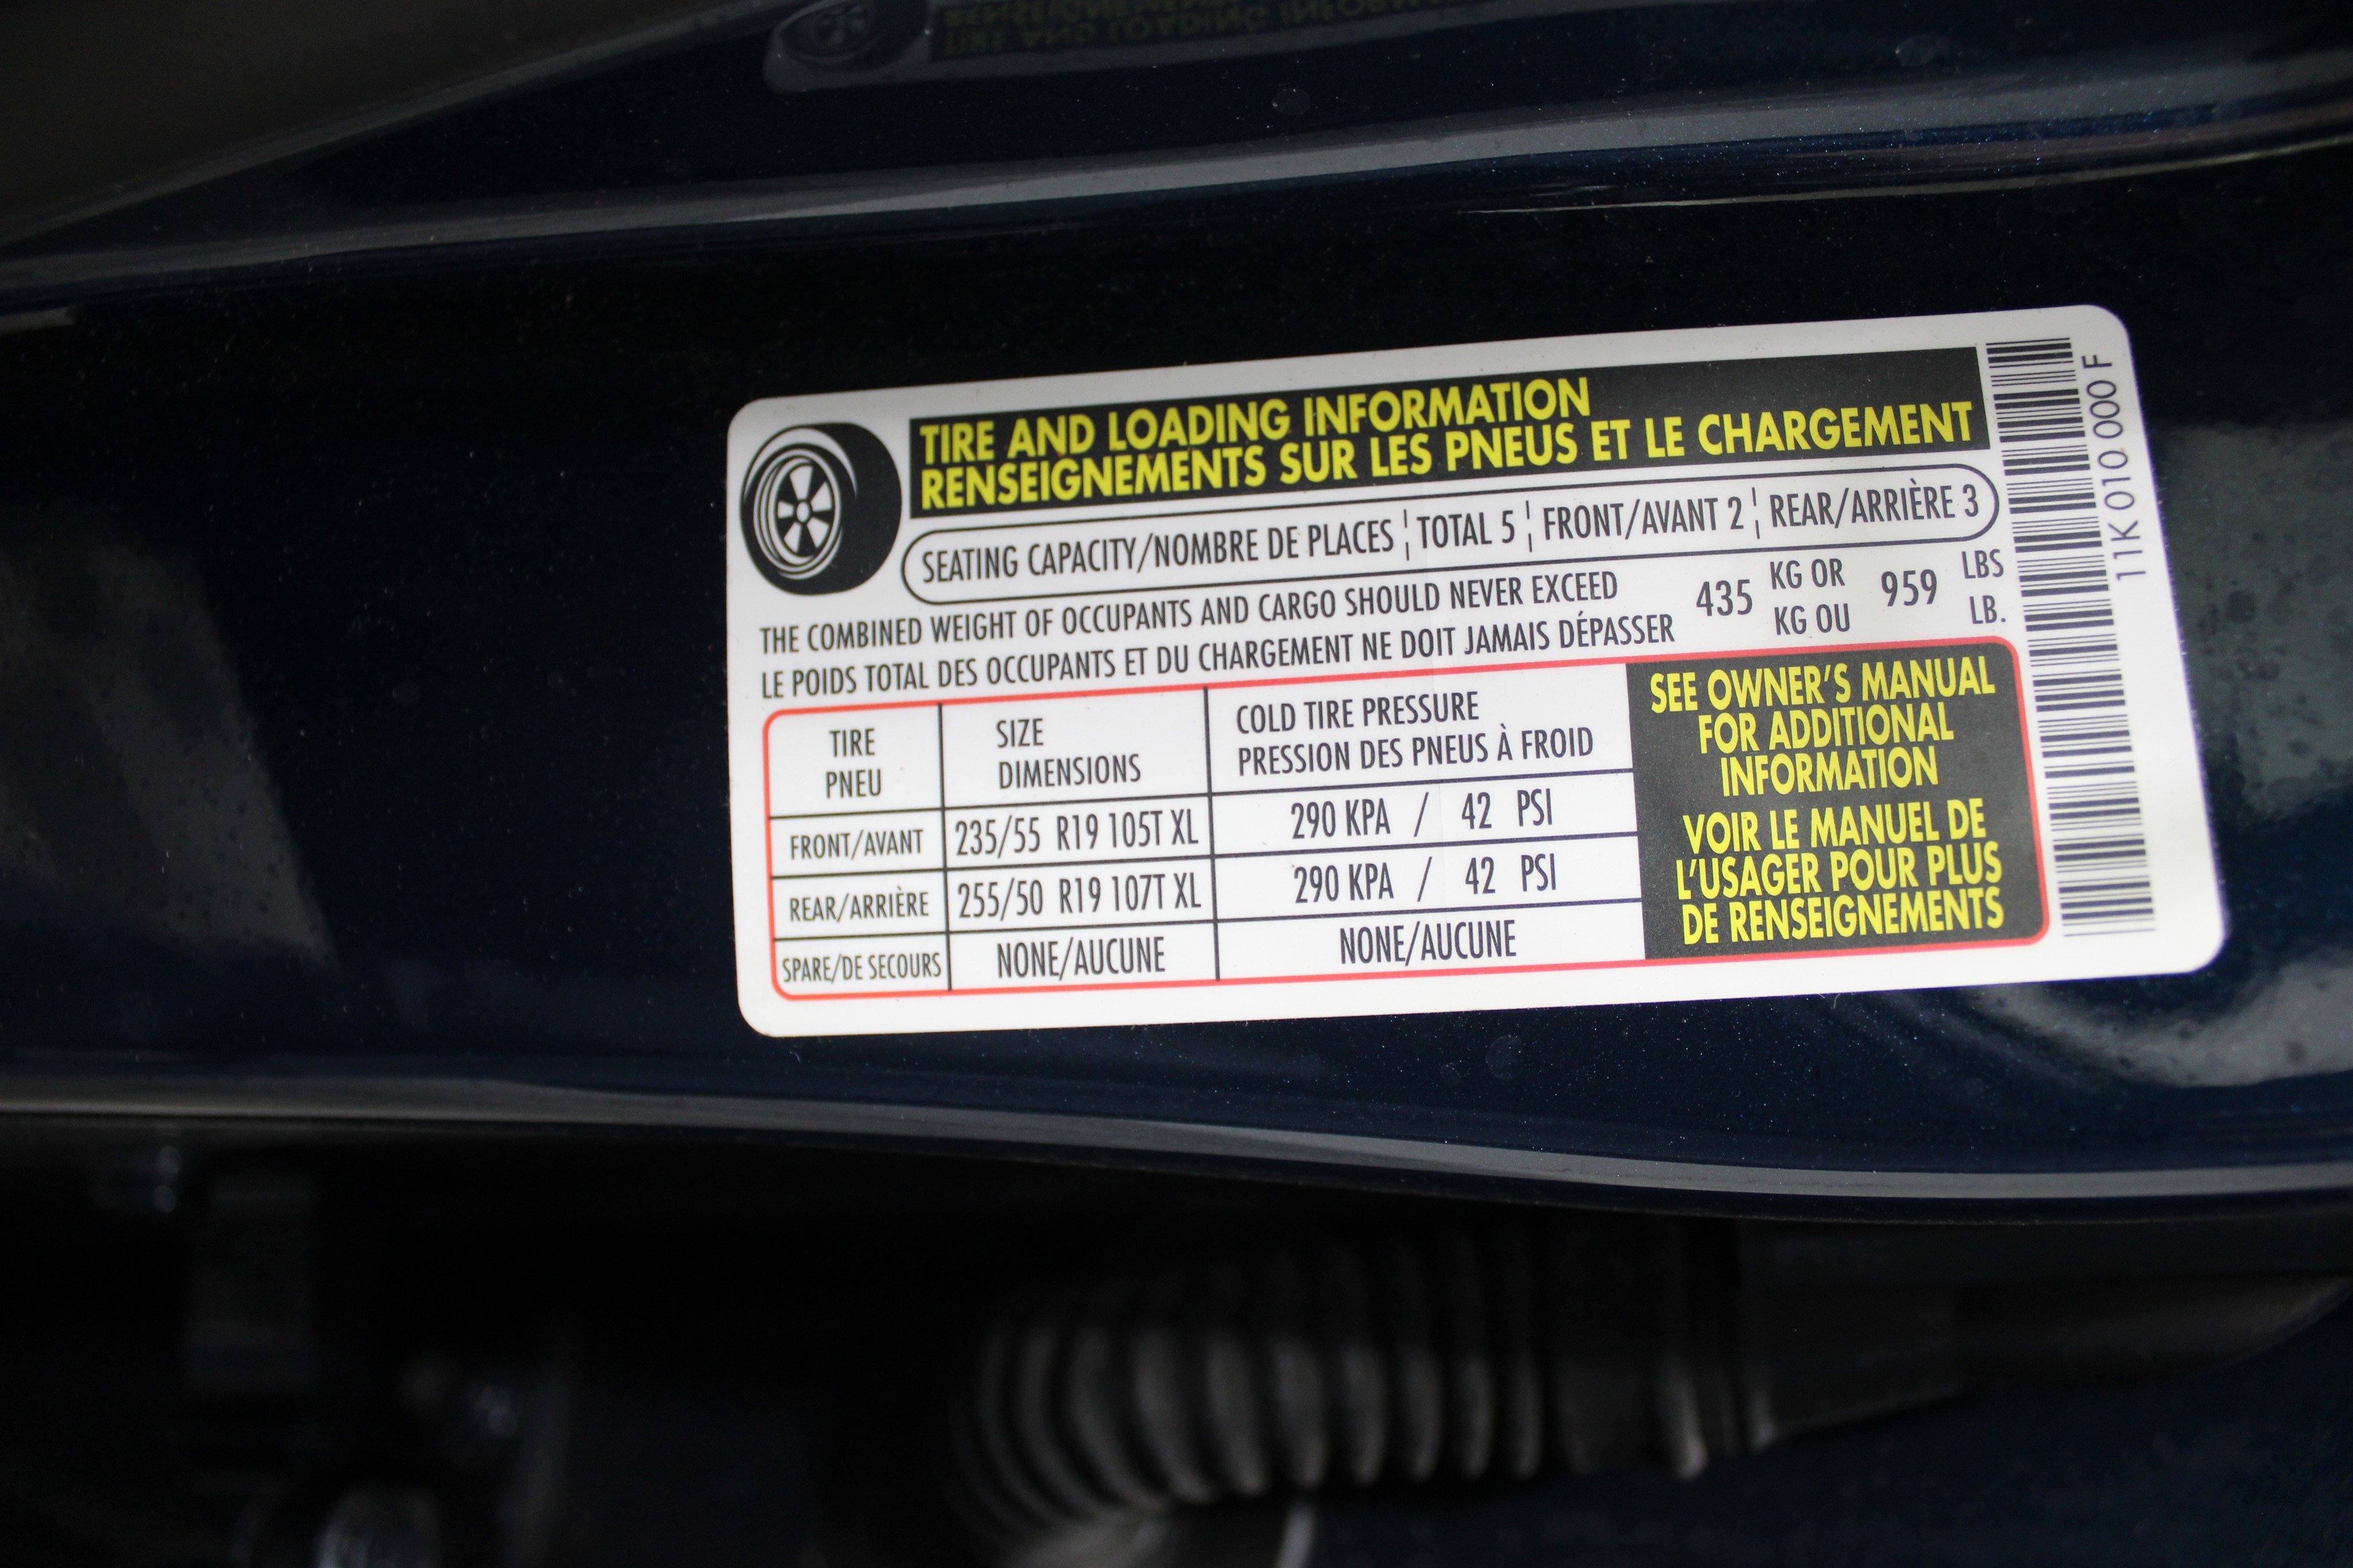 TIRE AND LOADING INFORMATION
RENSEIGNEMENTS SUR LES PNEUS ET LE CHARGEMENT
SEATING CAPACITY/NOMBRE DE PLACES TOTAL 5 FRONT/AVANT 2 REAR/ARRIÈRE 3
THE COMBINED WEIGHT OF OCCUPANTS AND CARGO SHOULD NEVER EXCEED
LE POIDS TOTAL DES OCCUPANTS ET DU CHARGEMENT NE DOIT JAMAIS DÉPASSER
435 KG OR 959 LBS
KG OU LB.
TIRE
PNEU
SIZE
DIMENSIONS
COLD TIRE PRESSURE
PRESSION DES PNEUS À FROID
FRONT/AVANT 235/55 R19 105T XL 290 KPA / 42 PSI
REAR/ARRIÈRE 255/50 R19 107T XL 290 KPA / 42 PSI
SPARE/DE SECOURS NONE/AUCUNE NONE/AUCUNE
SEE OWNER'S MANUAL
FOR ADDITIONAL
INFORMATION
VOIR LE MANUEL DE
L'USAGER POUR PLUS
DE RENSEIGNEMENTS
11K 010 000 F